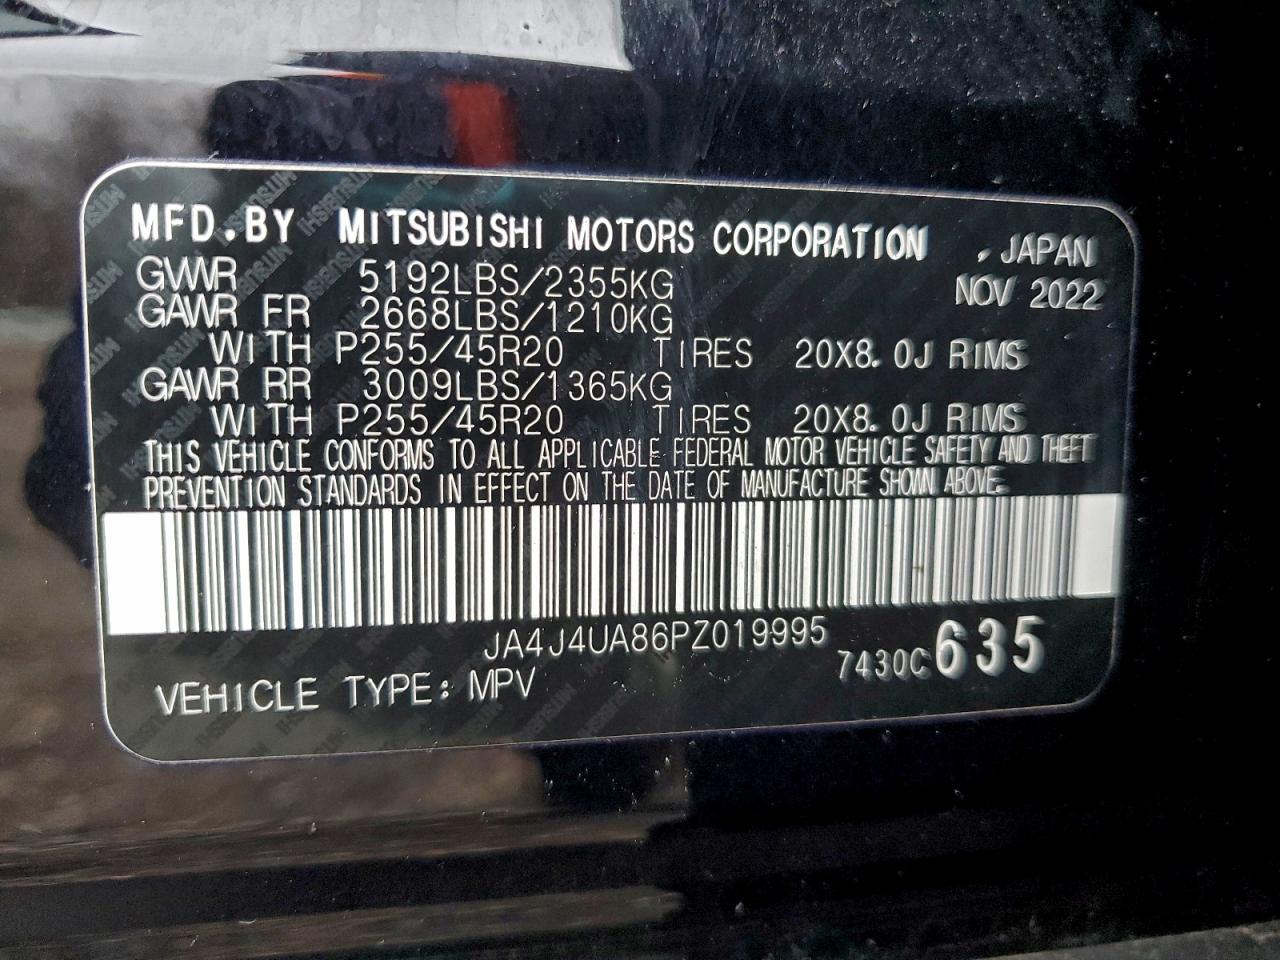 MFD.BY MITSUBISHI MOTORS CORPORATION , JAPAN
GVWR 5192LBS/2355KG NOV 2022
GAWR FR 2668LBS/1210KG
WITH P255/45R20 TIRES 20X8.0J RIMS
GAWR RR 3009LBS/1365KG
WITH P255/45R20 TIRES 20X8.0J RIMS
THIS VEHICLE CONFORMS TO ALL APPLICABLE FEDERAL MOTOR VEHICLE SAFETY AND THEFT
PREVENTION STANDARDS IN EFFECT ON THE DATE OF MANUFACTURE SHOWN ABOVE.
JA4J4UA86PZ019995
7430C635
VEHICLE TYPE: MPV